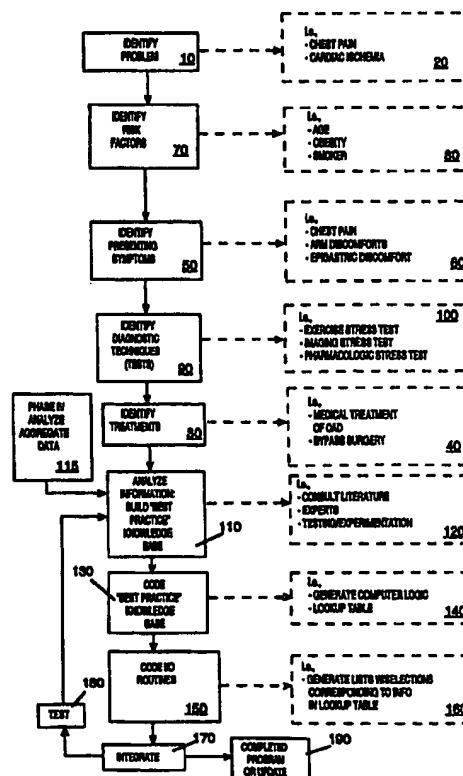 IDENTIFY
PROBLEM
10
i.e.,
• CHEST PAIN
• CARDIAC ISCHEMIA
20
IDENTIFY
RISK
FACTORS
70
i.e.,
• AGE
• OBESITY
• SMOKER
80
IDENTIFY
PRESENTING
SYMPTOMS
50
i.e.,
• CHEST PAIN
• ARM DISCOMFORTS
• EPIGASTRIC DISCOMFORT
60
IDENTIFY
DIAGNOSTIC
TECHNIQUES
(TESTS)
90
100
i.e.,
• EXERCISE STRESS TEST
• IMAGING STRESS TEST
• PHARMACOLOGIC STRESS TEST
IDENTIFY
TREATMENTS
30
i.e.,
• MEDICAL TREATMENT
OF CAD
• BYPASS SURGERY
40
PHASE IV
ANALYZE
AGGREGATE
DATA
115
ANALYZE
INFORMATION:
BUILD "BEST
PRACTICE"
KNOWLEDGE
BASE
110
i.e.,
• CONSULT LITERATURE
• EXPERTS
• TESTING/EXPERIMENTATION
120
130
CODE
"BEST PRACTICE"
KNOWLEDGE
BASE
i.e.,
• GENERATE COMPUTER LOGIC
• LOOKUP TABLE
140
CODE I/O
ROUTINES
150
i.e.,
• GENERATE LISTS W/SELECTIONS
CORRESPONDING TO INFO
IN LOOKUP TABLE
160
180
TEST
INTEGRATE
170
190
COMPLETED
PROGRAM
OR UPDATE